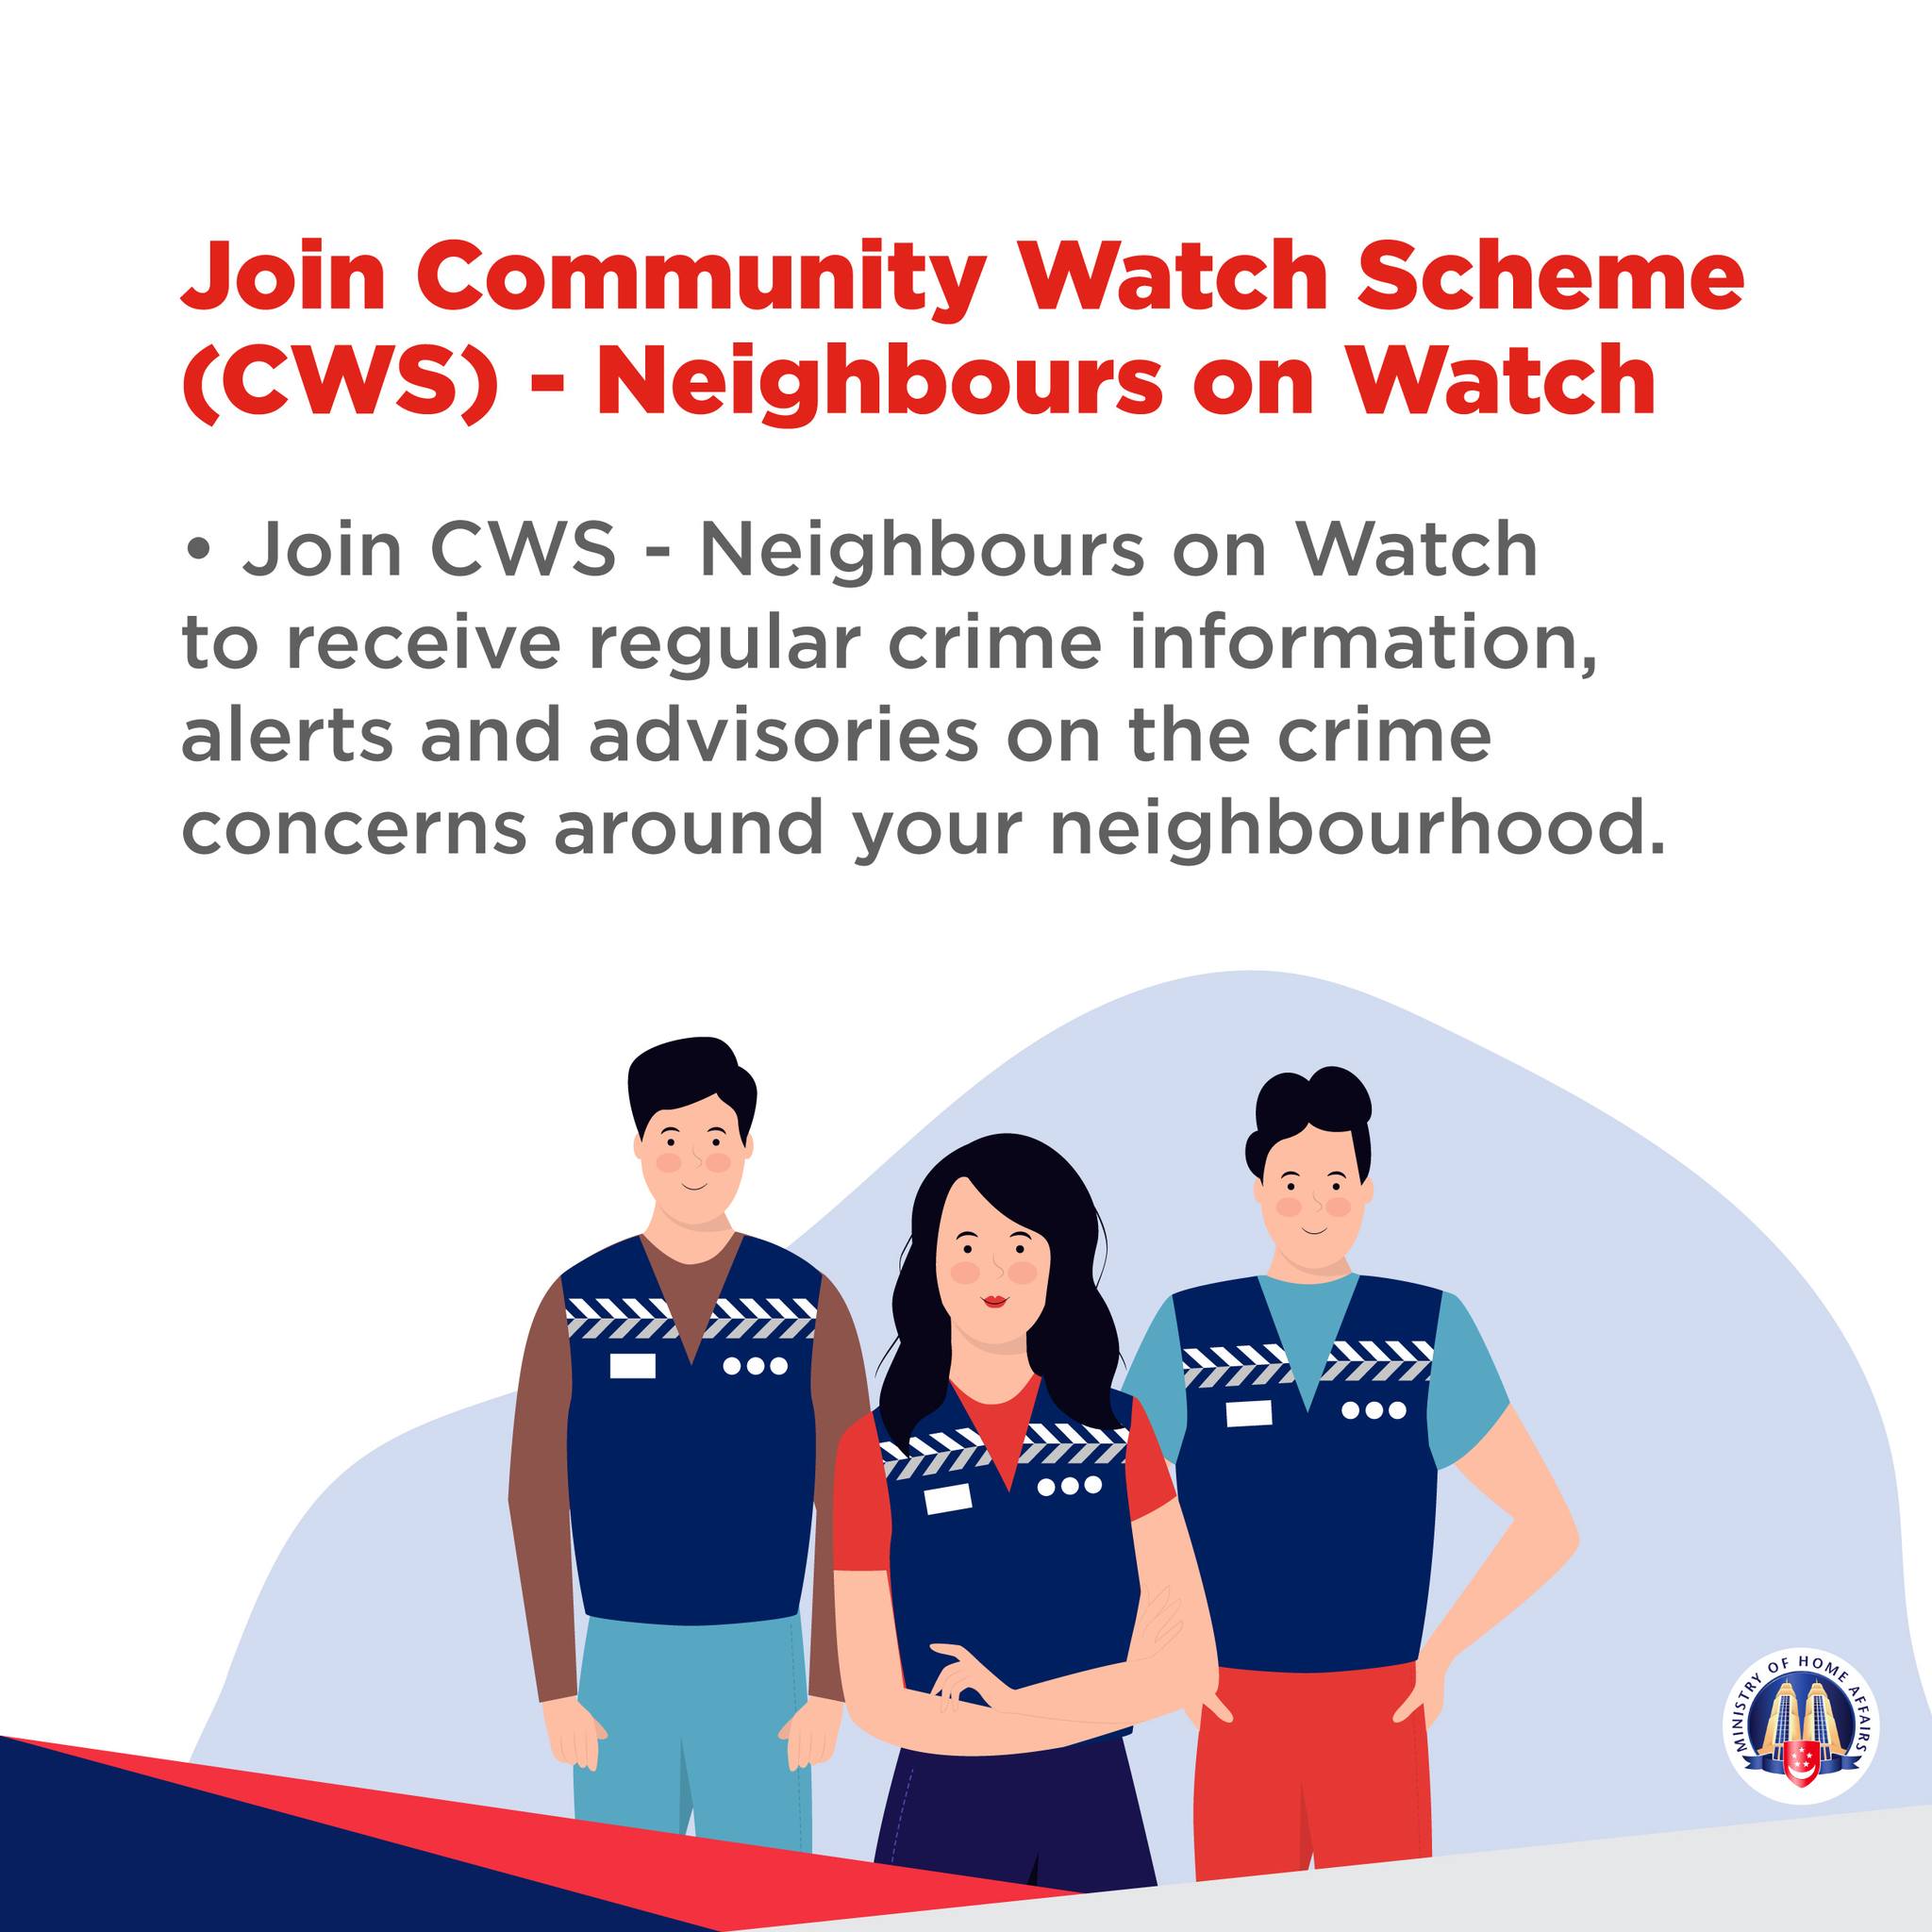 Join Community Watch Scheme
(CWS) - Neighbours on Watch
• Join CWS - Neighbours on Watch
to receive regular crime information,
alerts and advisories on the crime
concerns around your neighbourhood.
MINISTRY OF HOME AFFAIRS